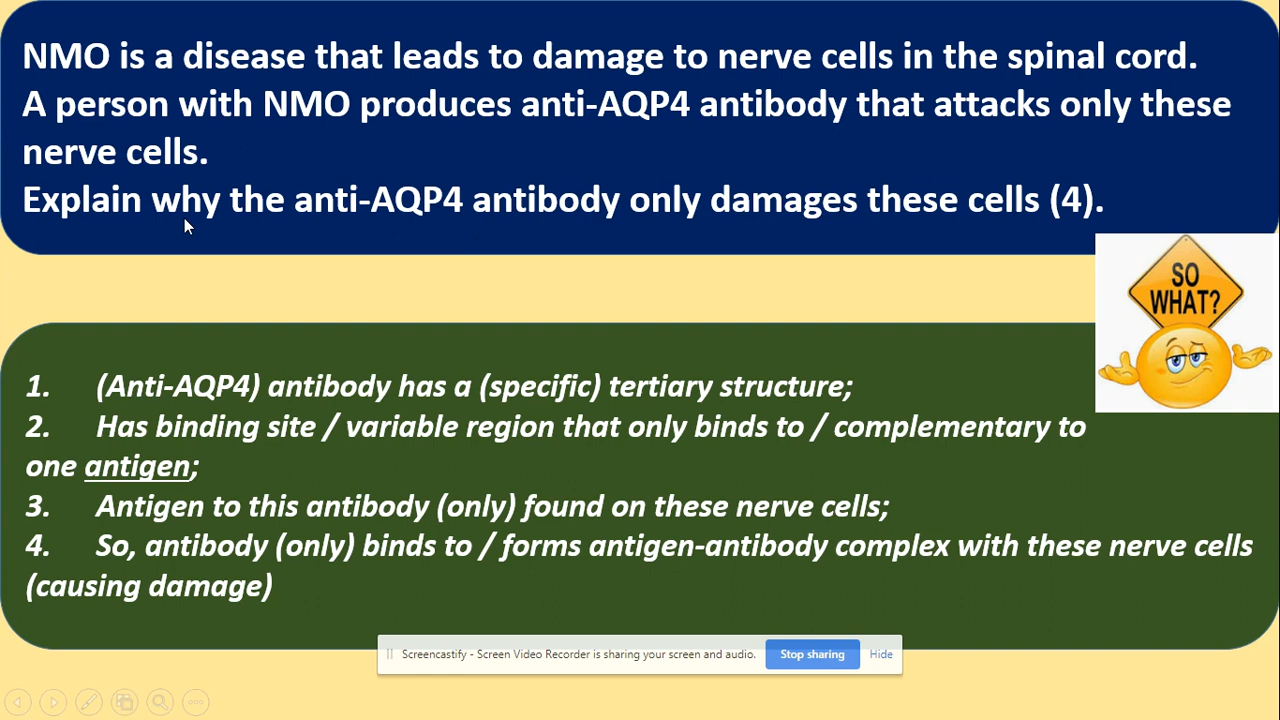 NMO is a disease that leads to damage to nerve cells in the spinal cord.
A person with NMO produces anti-AQP4 antibody that attacks only these
nerve cells.
Explain why the anti-AQP4 antibody only damages these cells (4).
SO
WHAT?
1. (Anti-AQP4) antibody has a (specific) tertiary structure;
2. Has binding site / variable region that only binds to / complementary to
one antigen;
3. Antigen to this antibody (only) found on these nerve cells;
4. So, antibody (only) binds to / forms antigen-antibody complex with these nerve cells
(causing damage)
Screencastify - Screen Video Recorder is sharing your screen and audio. Stop sharing Hide